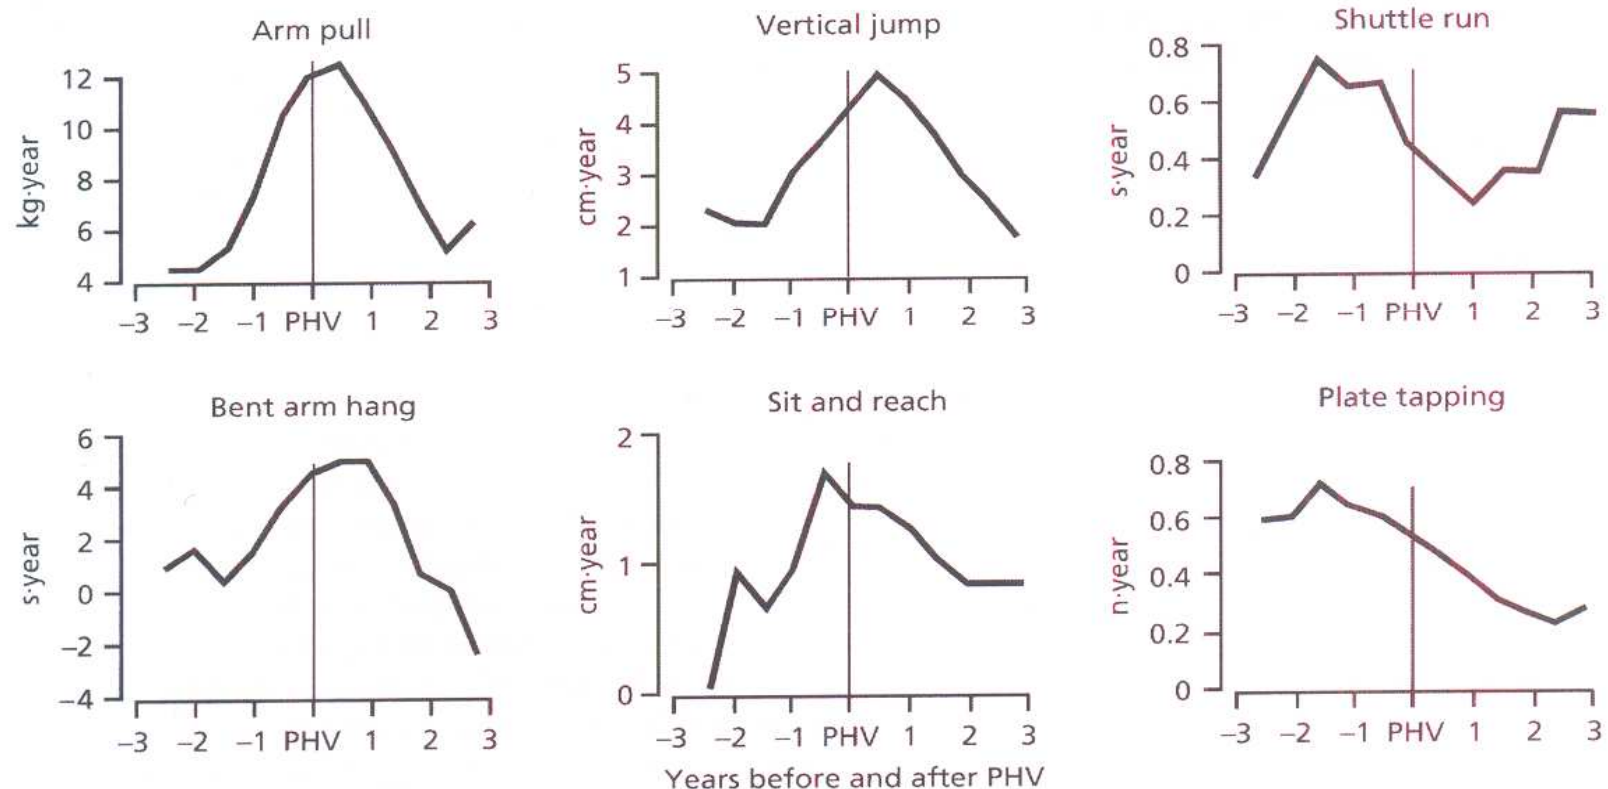 Arm pull
kg·year
12
10
8
6
4
−3 −2 −1 PHV 1 2 3
Vertical jump
cm·year
5
4
3
2
1
−3 −2 −1 PHV 1 2 3
Shuttle run
s·year
0.8
0.6
0.4
0.2
0
−3 −2 −1 PHV 1 2 3
Bent arm hang
s·year
6
4
2
0
−2
−4
−3 −2 −1 PHV 1 2 3
Sit and reach
cm·year
2
1
0
−3 −2 −1 PHV 1 2 3
Plate tapping
n·year
0.8
0.6
0.4
0.2
0
−3 −2 −1 PHV 1 2 3
Years before and after PHV